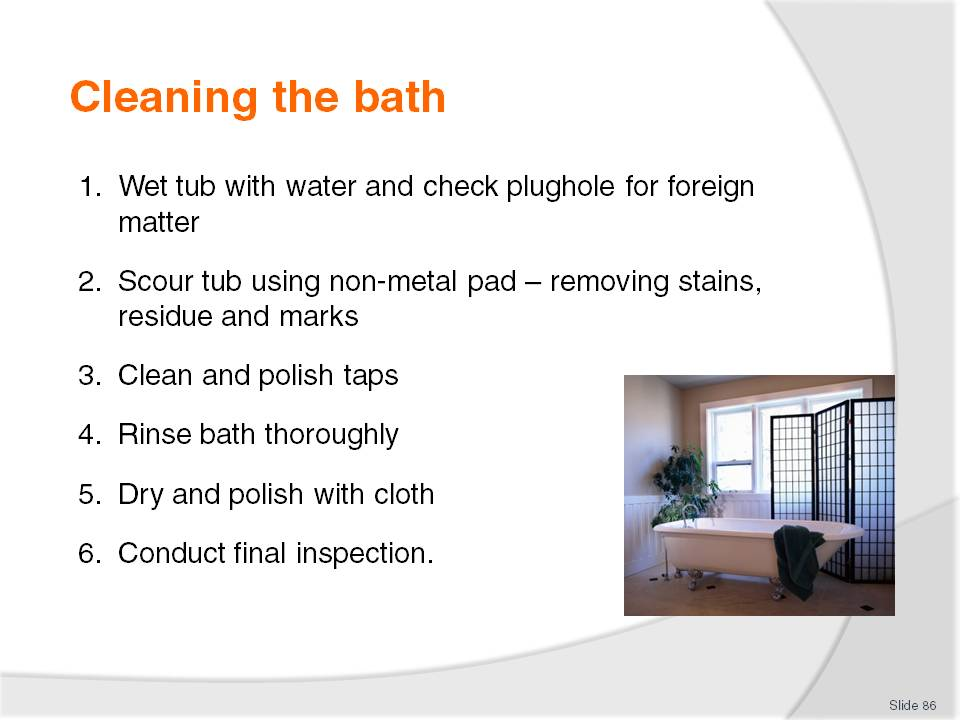 Cleaning the bath
1. Wet tub with water and check plughole for foreign
matter
2. Scour tub using non-metal pad – removing stains,
residue and marks
3. Clean and polish taps
4. Rinse bath thoroughly
5. Dry and polish with cloth
6. Conduct final inspection.
Slide 86